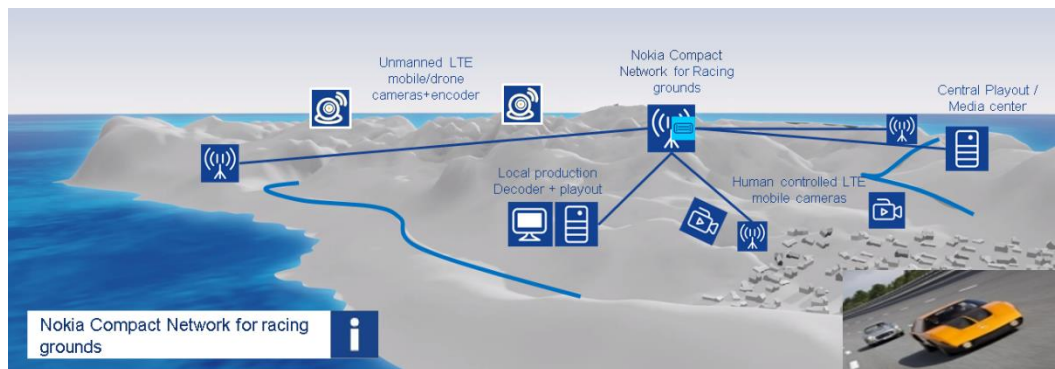 Unmanned LTE
mobile/drone
cameras+encoder
Nokia Compact
Network for Racing
grounds
Central Playout /
Media center
Local production
Decoder + playout
Human controlled LTE
mobile cameras
Nokia Compact Network for racing
grounds
i